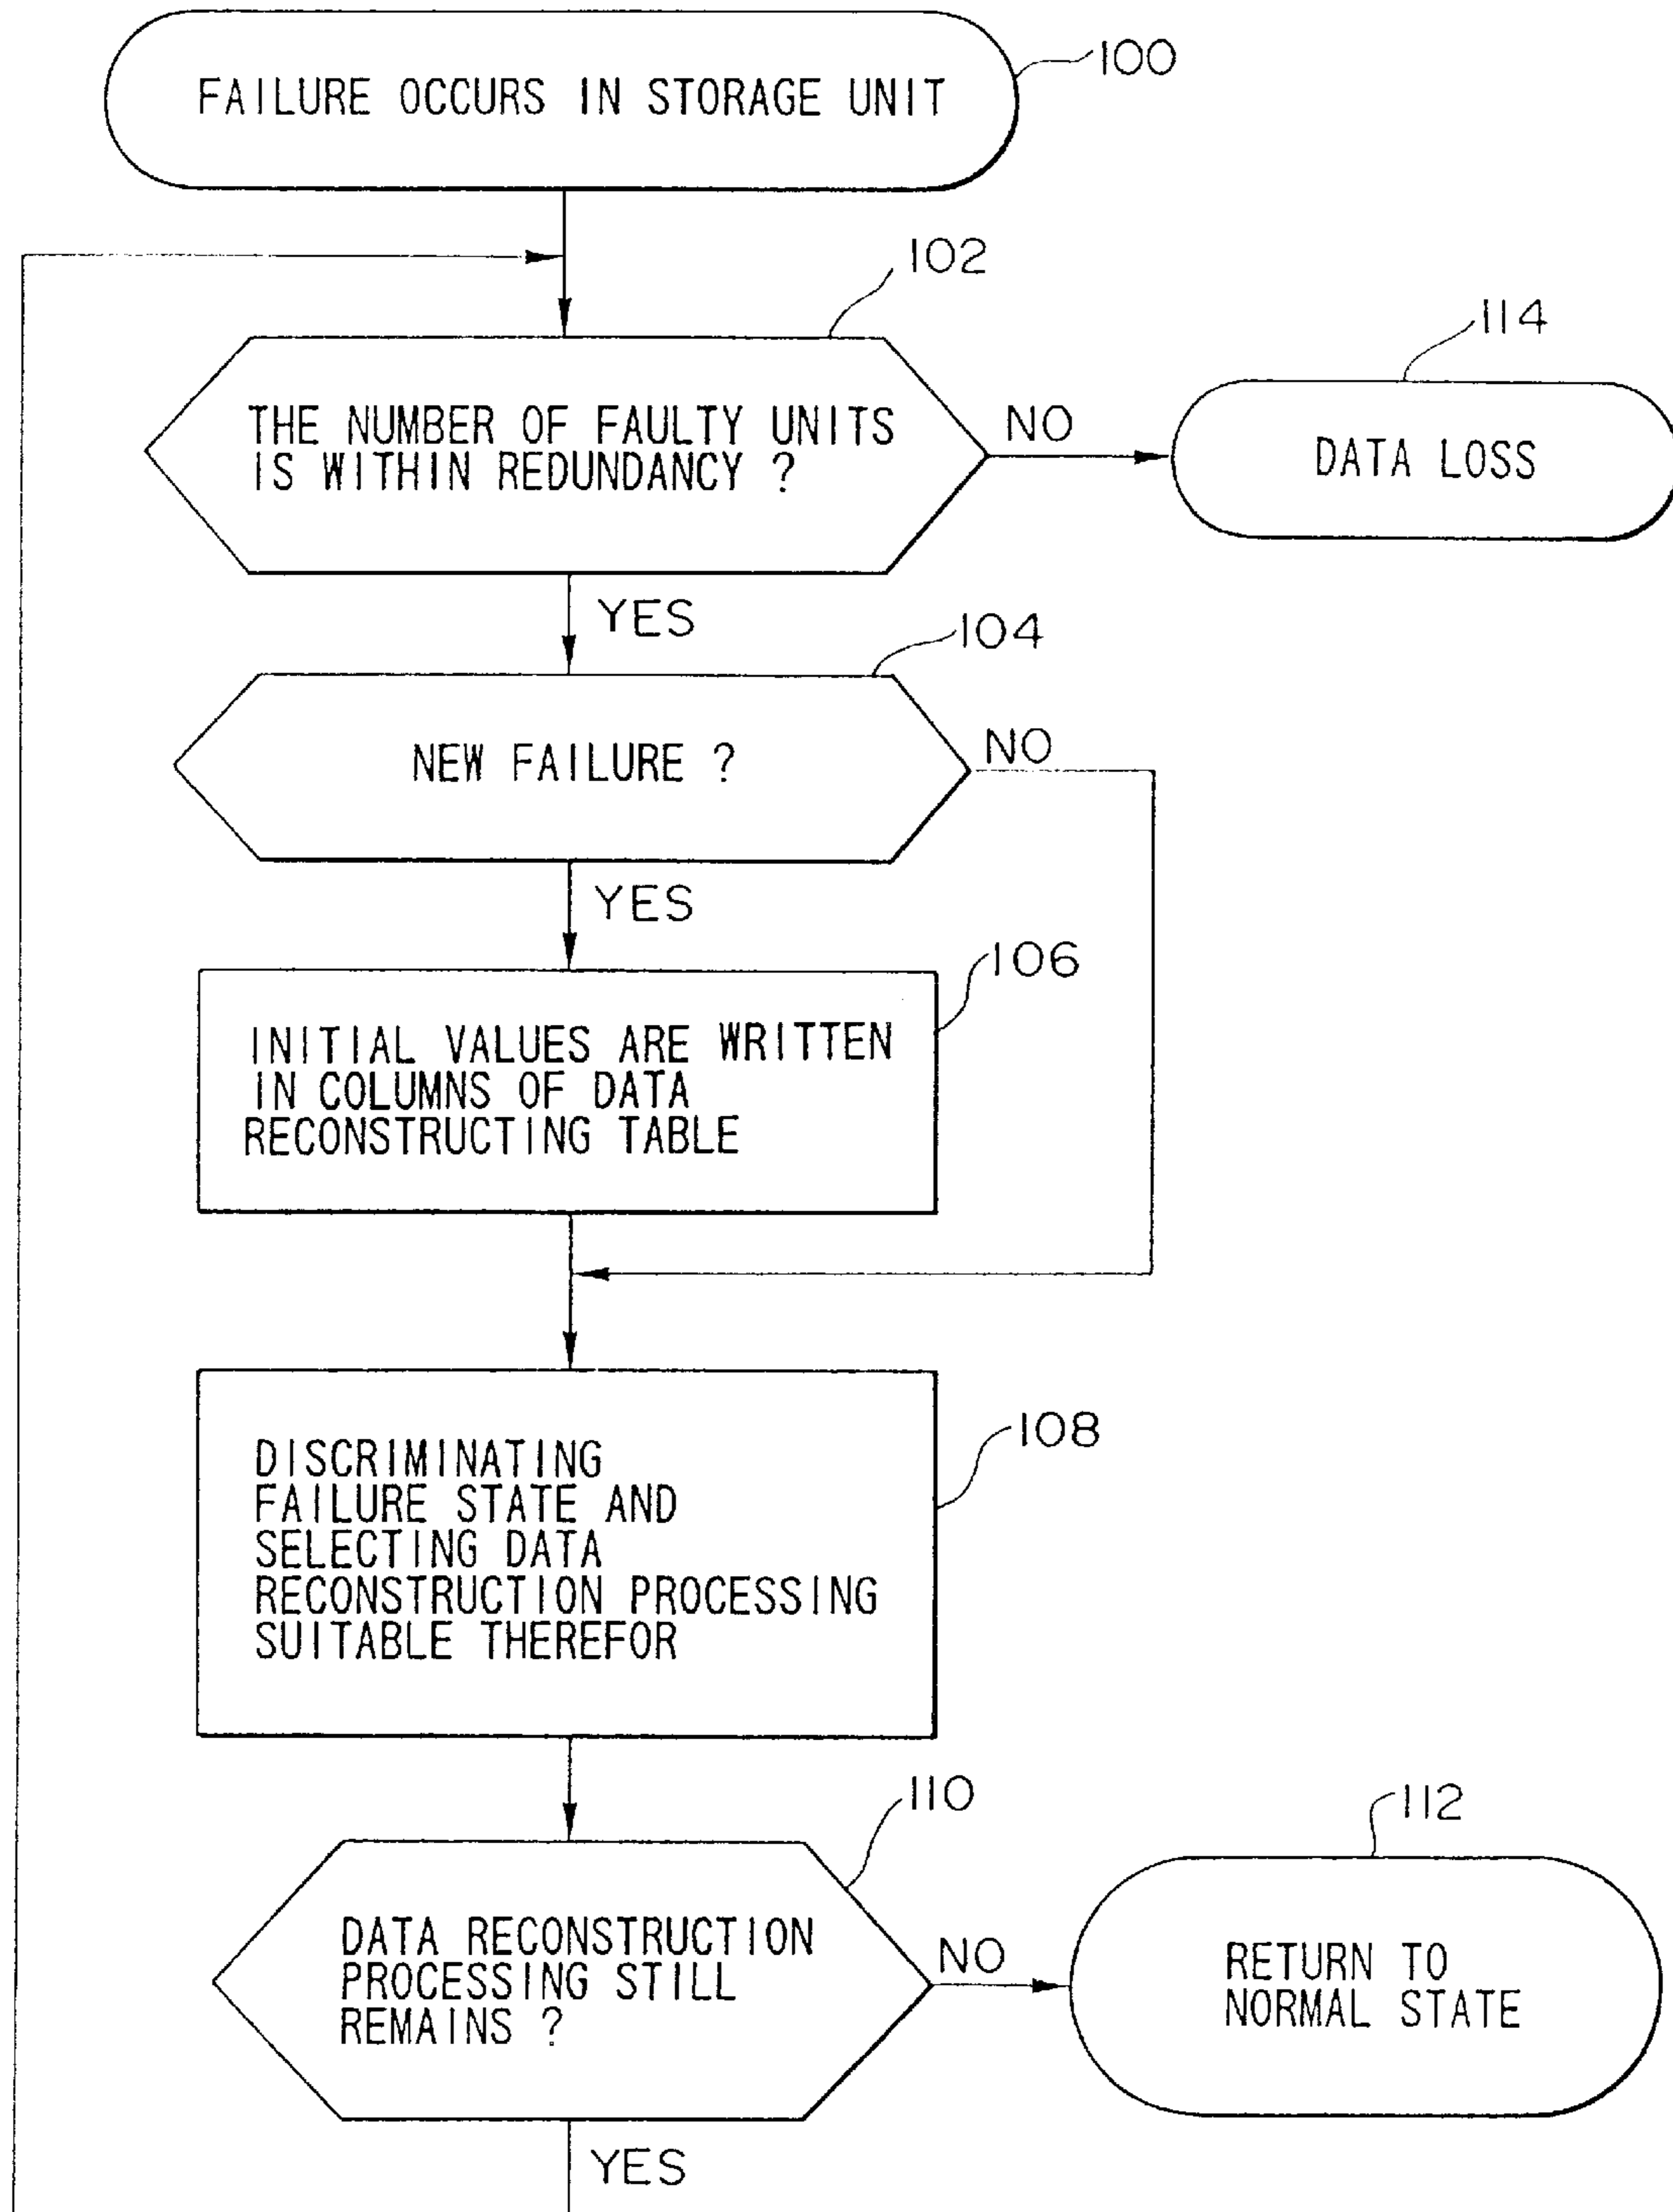 FAILURE OCCURS IN STORAGE UNIT
100
102
THE NUMBER OF FAULTY UNITS
IS WITHIN REDUNDANCY ?
NO
114
DATA LOSS
YES
104
NEW FAILURE ?
NO
YES
106
INITIAL VALUES ARE WRITTEN
IN COLUMNS OF DATA
RECONSTRUCTING TABLE
108
DISCRIMINATING
FAILURE STATE AND
SELECTING DATA
RECONSTRUCTION PROCESSING
SUITABLE THEREFOR
110
DATA RECONSTRUCTION
PROCESSING STILL
REMAINS ?
NO
112
RETURN TO
NORMAL STATE
YES